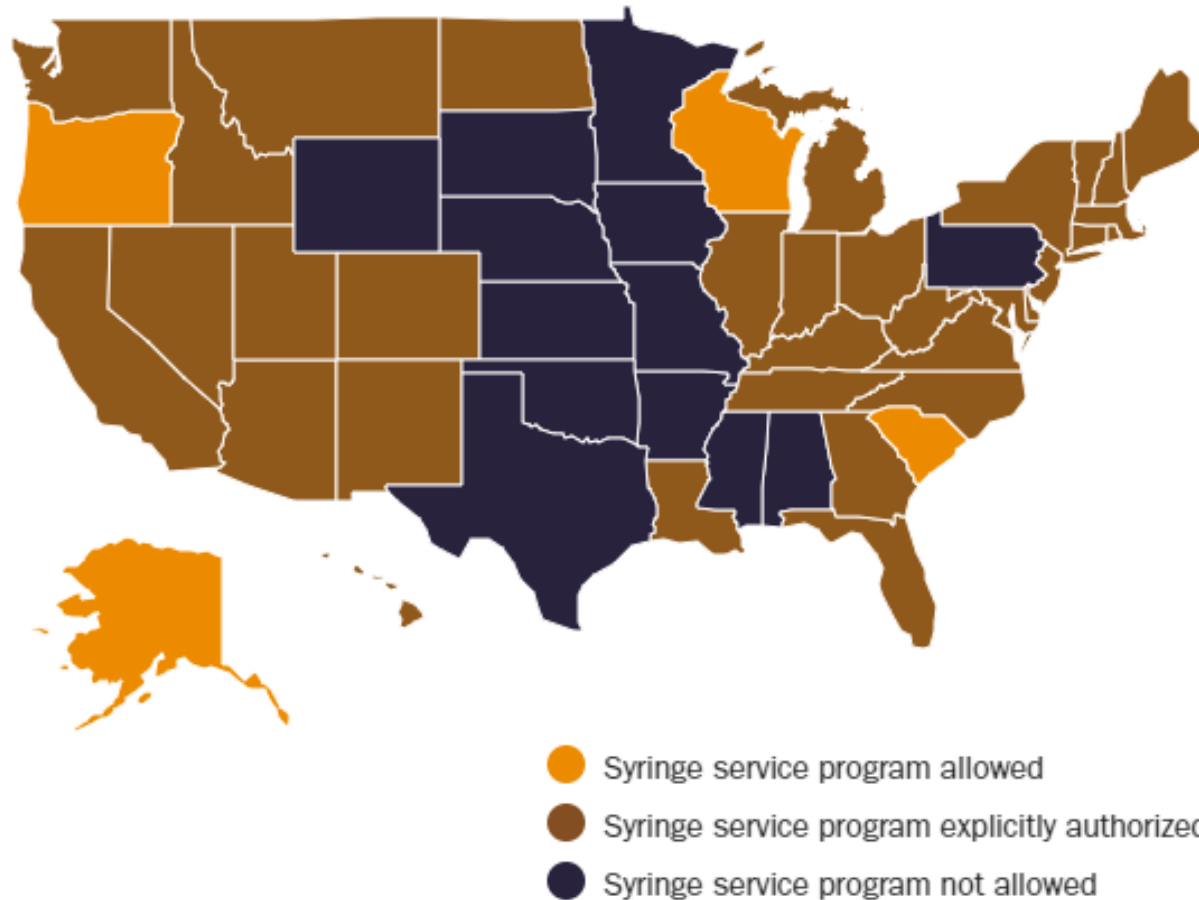 Syringe service program allowed
Syringe service program explicitly authorized
Syringe service program not allowed